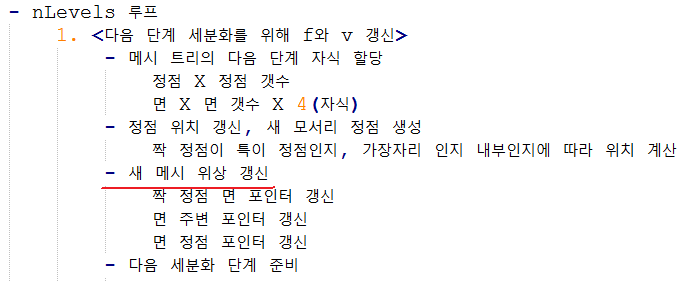 - nLevels 루프
1. <다음 단계 세분화를 위해 f와 v 갱신>
- 메시 트리의 다음 단계 자식 할당
정점 X 정점 갯수
면 X 면 갯수 X 4(자식)
- 정점 위치 갱신, 새 모서리 정점 생성
짝 정점이 특이 정점인지, 가장자리 인지 내부인지에 따라 위치 계산
- 새 메시 위상 갱신
짝 정점 면 포인터 갱신
면 주변 포인터 갱신
면 정점 포인터 갱신
- 다음 세분화 단계 준비